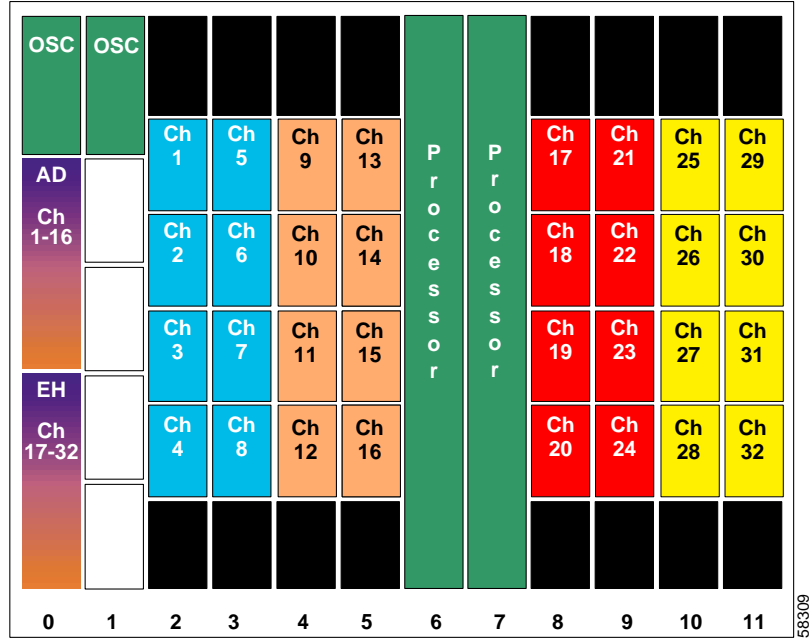 OSC
OSC
AD
Ch
1-16
EH
Ch
17-32
Ch
1
Ch
2
Ch
3
Ch
4
Ch
5
Ch
6
Ch
7
Ch
8
Ch
9
Ch
10
Ch
11
Ch
12
Ch
13
Ch
14
Ch
15
Ch
16
Processor
Processor
Ch
17
Ch
18
Ch
19
Ch
20
Ch
21
Ch
22
Ch
23
Ch
24
Ch
25
Ch
26
Ch
27
Ch
28
Ch
29
Ch
30
Ch
31
Ch
32
0 1 2 3 4 5 6 7 8 9 10 11
58309